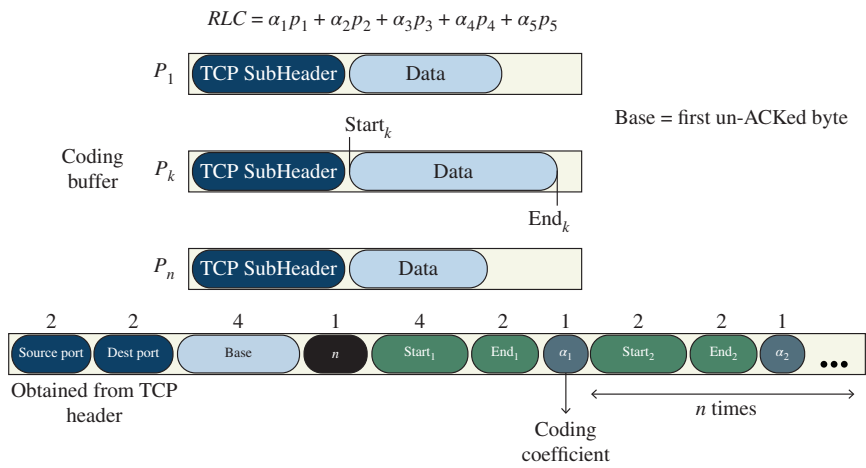 RLC = α₁p₁ + α₂p₂ + α₃p₃ + α₄p₄ + α₅p₅
P₁ TCP SubHeader Data
Base = first un-ACKed byte
Startₖ
Coding
buffer
Pₖ TCP SubHeader Data
Endₖ
Pₙ TCP SubHeader Data
2 2 4 1 4 2 1 2 2 1
Source port Dest port Base n Start₁ End₁ α₁ Start₂ End₂ α₂ •••
Obtained from TCP
header
n times
Coding
coefficient